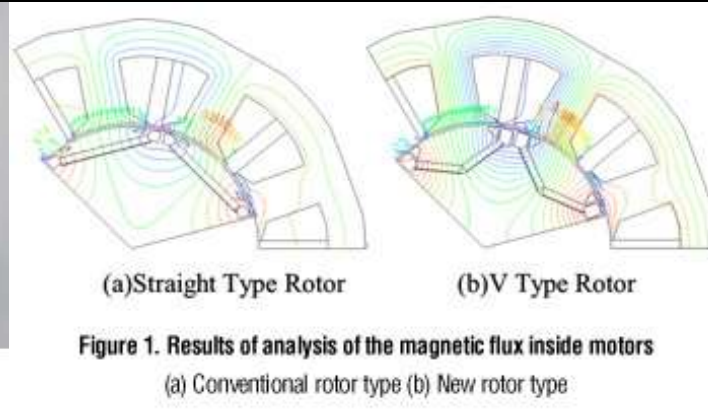 (a)Straight Type Rotor
(b)V Type Rotor
Figure 1. Results of analysis of the magnetic flux inside motors
(a) Conventional rotor type (b) New rotor type